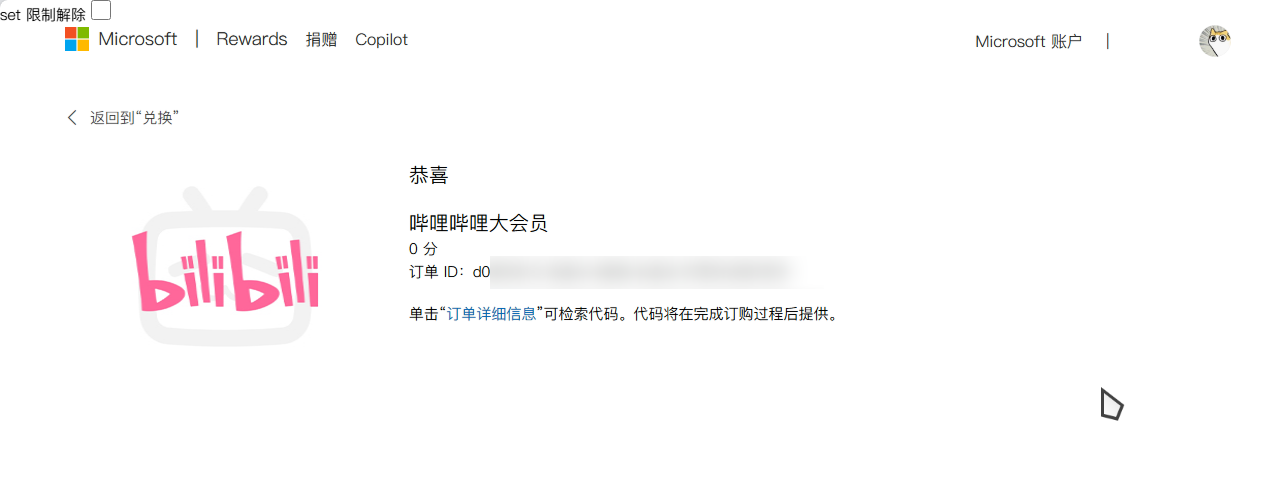 set 限制解除
Microsoft | Rewards 捐赠 Copilot Microsoft 账户 |
返回到“兑换”
bilibili
恭喜
哔哩哔哩大会员
0 分
订单 ID：d0
单击“订单详细信息”可检索代码。代码将在完成订购过程后提供。